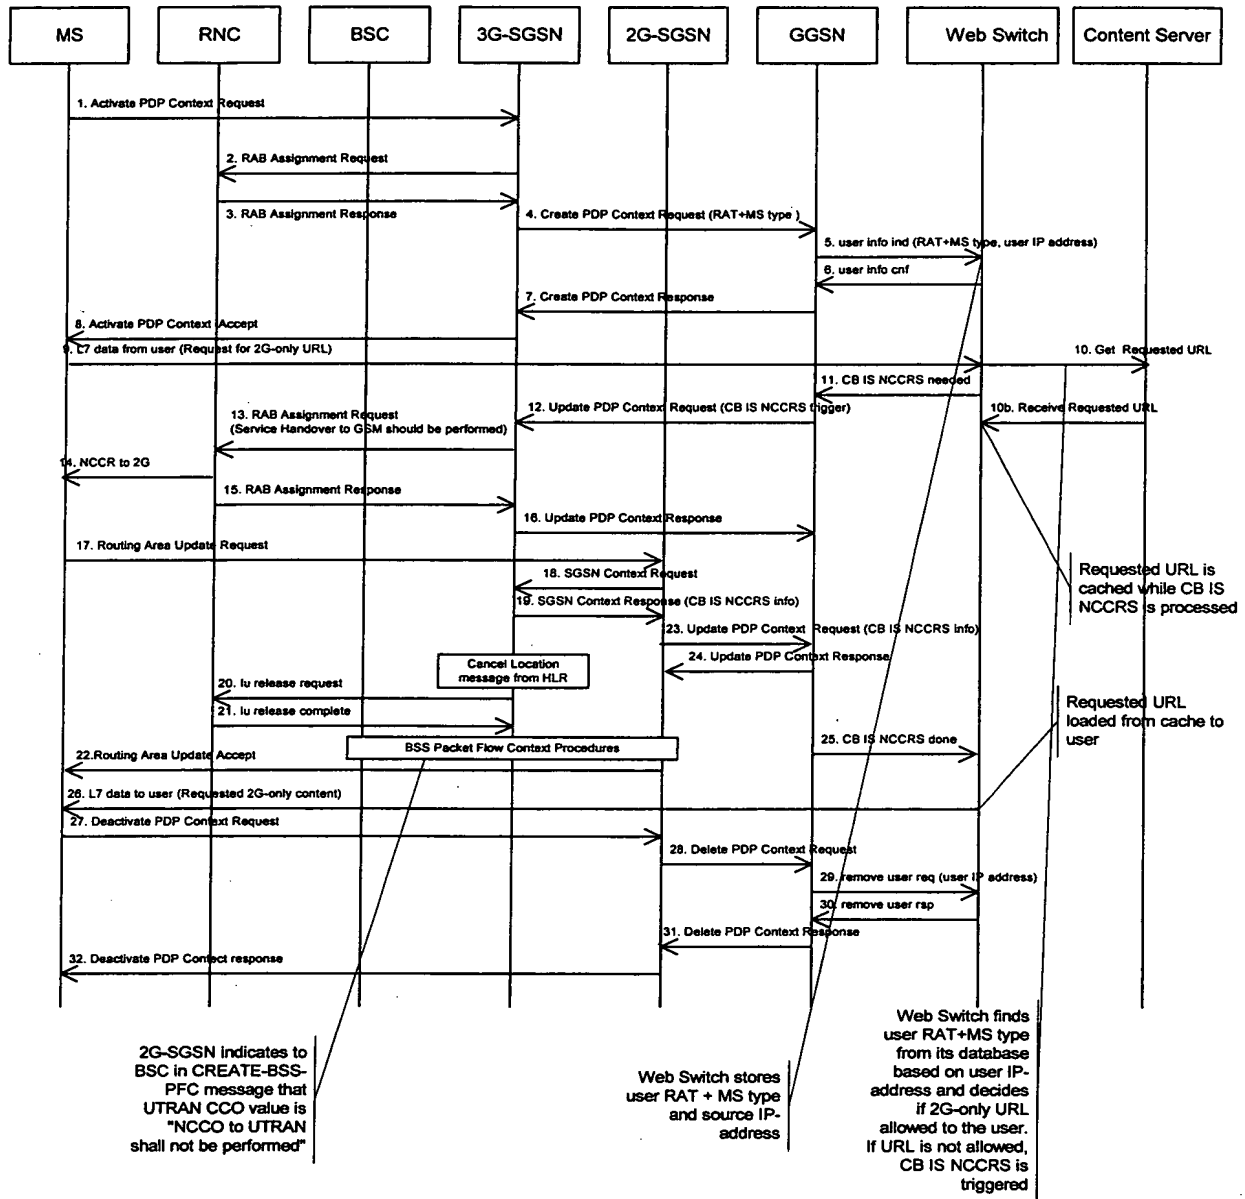 MS
RNC
BSC
3G-SGSN
2G-SGSN
GGSN
Web Switch
Content Server
1. Activate PDP Context Request
2. RAB Assignment Request
3. RAB Assignment Response
4. Create PDP Context Request (RAT+MS type )
5. user info ind (RAT+MS type, user IP address)
6. user info cnf
7. Create PDP Context Response
8. Activate PDP Context Accept
9. L7 data from user (Request for 2G-only URL)
10. Get Requested URL
11. CB IS NCCRS needed
12. Update PDP Context Request (CB IS NCCRS trigger)
10b. Receive Requested URL
13. RAB Assignment Request
(Service Handover to GSM should be performed)
14. NCCR to 2G
15. RAB Assignment Response
16. Update PDP Context Response
17. Routing Area Update Request
18. SGSN Context Request
19. SGSN Context Response (CB IS NCCRS info)
Requested URL is
cached while CB IS
NCCRS is processed
23. Update PDP Context Request (CB IS NCCRS info)
24. Update PDP Context Response
Cancel Location
message from HLR
20. Iu release request
21. Iu release complete
Requested URL
loaded from cache to
user
BSS Packet Flow Context Procedures
25. CB IS NCCRS done
22.Routing Area Update Accept
26. L7 data to user (Requested 2G-only content)
27. Deactivate PDP Context Request
28. Delete PDP Context Request
29. remove user req (user IP address)
30. remove user rsp
31. Delete PDP Context Response
32. Deactivate PDP Contect response
2G-SGSN indicates to
BSC in CREATE-BSS-
PFC message that
UTRAN CCO value is
"NCCO to UTRAN
shall not be performed"
Web Switch stores
user RAT + MS type
and source IP-
address
Web Switch finds
user RAT+MS type
from its database
based on user IP-
address and decides
if 2G-only URL
allowed to the user.
If URL is not allowed,
CB IS NCCRS is
triggered